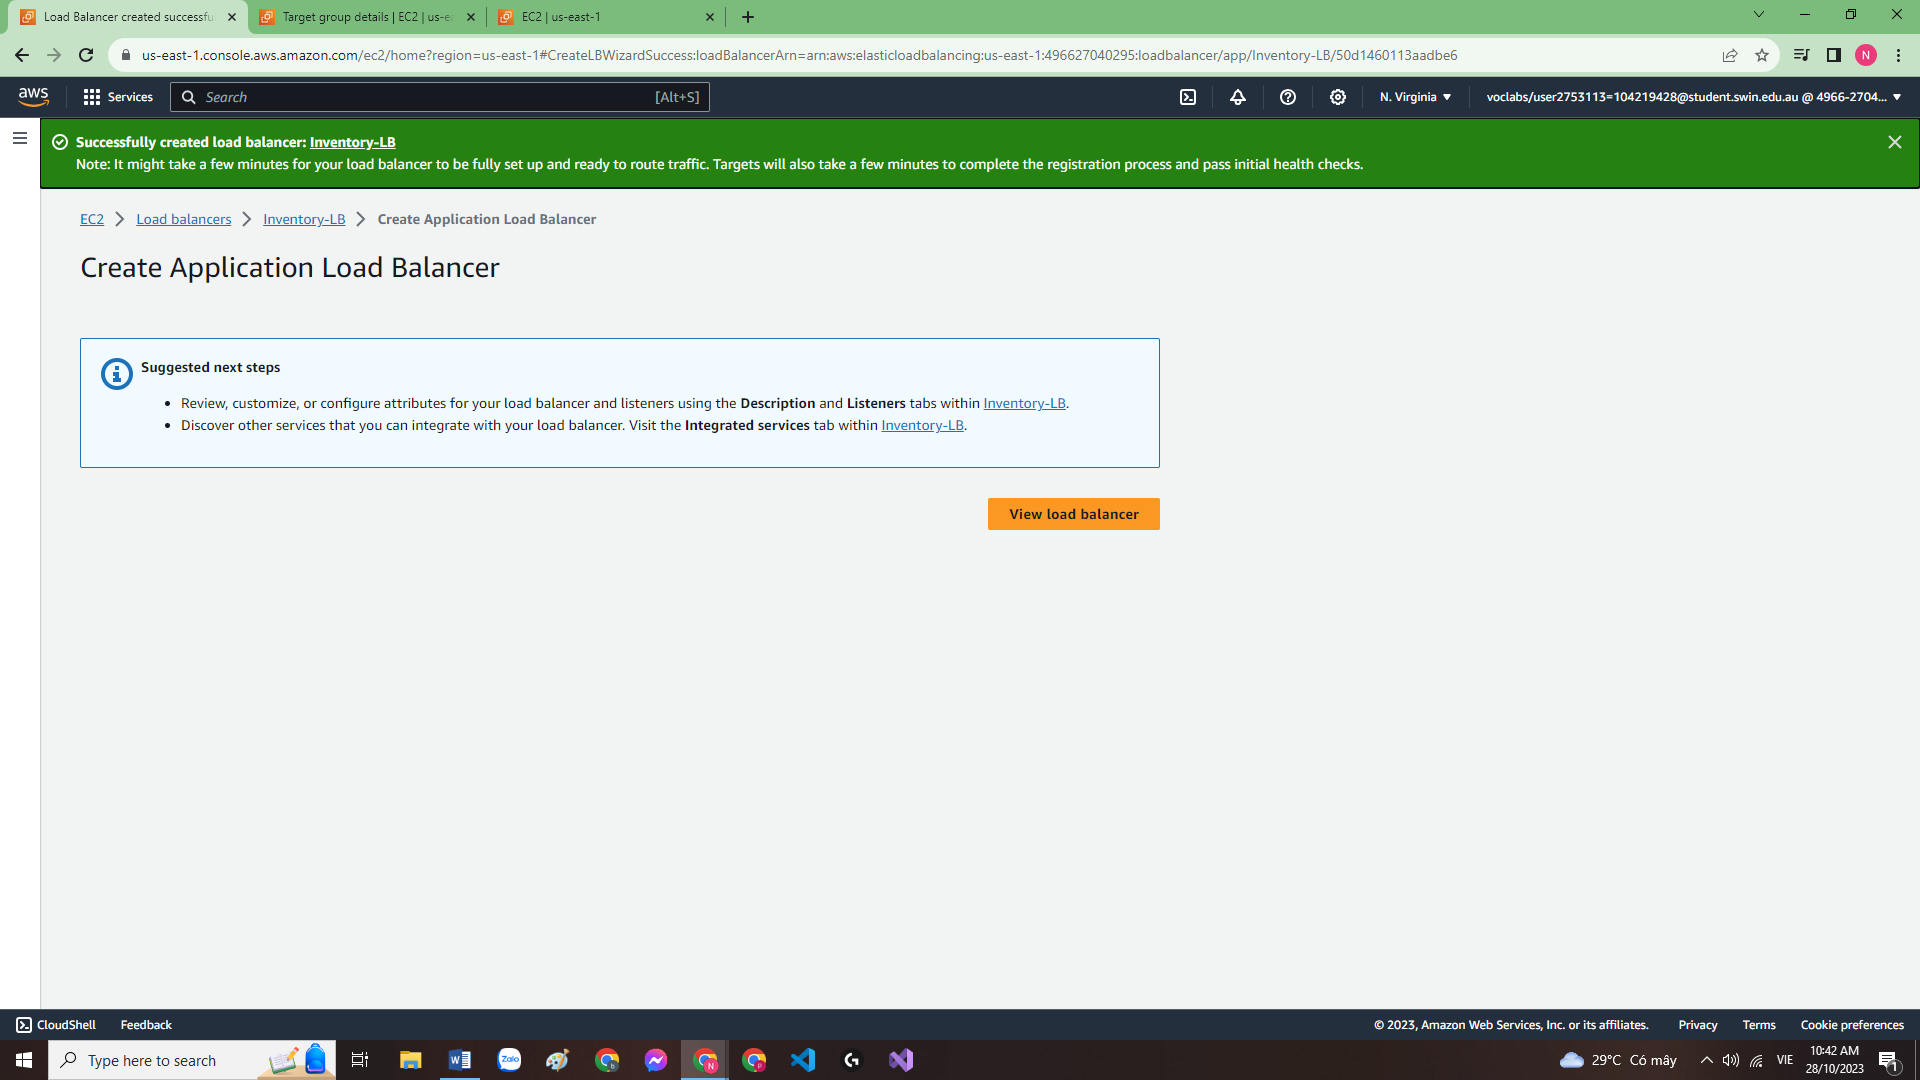 Load Balancer created successfu
Target group details | EC2 | us-ea
EC2 | us-east-1
us-east-1.console.aws.amazon.com/ec2/home?region=us-east-1#CreateLBWizardSuccess:loadBalancerArn=arn:aws:elasticloadbalancing:us-east-1:496627040295:loadbalancer/app/Inventory-LB/50d1460113aadbe6
N
aws
Services
Search
[Alt+S]
N. Virginia
voclabs/user2753113=104219428@student.swin.edu.au @ 4966-2704...
Successfully created load balancer: Inventory-LB
Note: It might take a few minutes for your load balancer to be fully set up and ready to route traffic. Targets will also take a few minutes to complete the registration process and pass initial health checks.
EC2 > Load balancers > Inventory-LB > Create Application Load Balancer
Create Application Load Balancer
Suggested next steps
• Review, customize, or configure attributes for your load balancer and listeners using the Description and Listeners tabs within Inventory-LB.
• Discover other services that you can integrate with your load balancer. Visit the Integrated services tab within Inventory-LB.
View load balancer
CloudShell
Feedback
© 2023, Amazon Web Services, Inc. or its affiliates.
Privacy
Terms
Cookie preferences
Type here to search
Zalo
29°C Có mây
VIE
10:42 AM
28/10/2023
1